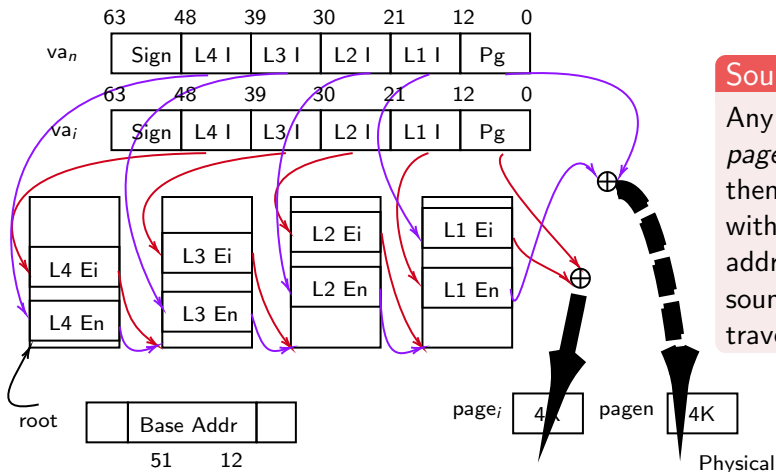 63 48 39 30 21 12 0
va_n Sign L4 I L3 I L2 I L1 I Pg
63 48 39 30 21 12 0
va_i Sign L4 I L3 I L2 I L1 I Pg
L4 Ei
L4 En
L3 Ei
L3 En
L2 Ei
L2 En
L1 Ei
L1 En
root
Base Addr
51 12
page_i 4K
pagen 4K
Physical
Sou
Any
page
then
with
addr
soun
trave